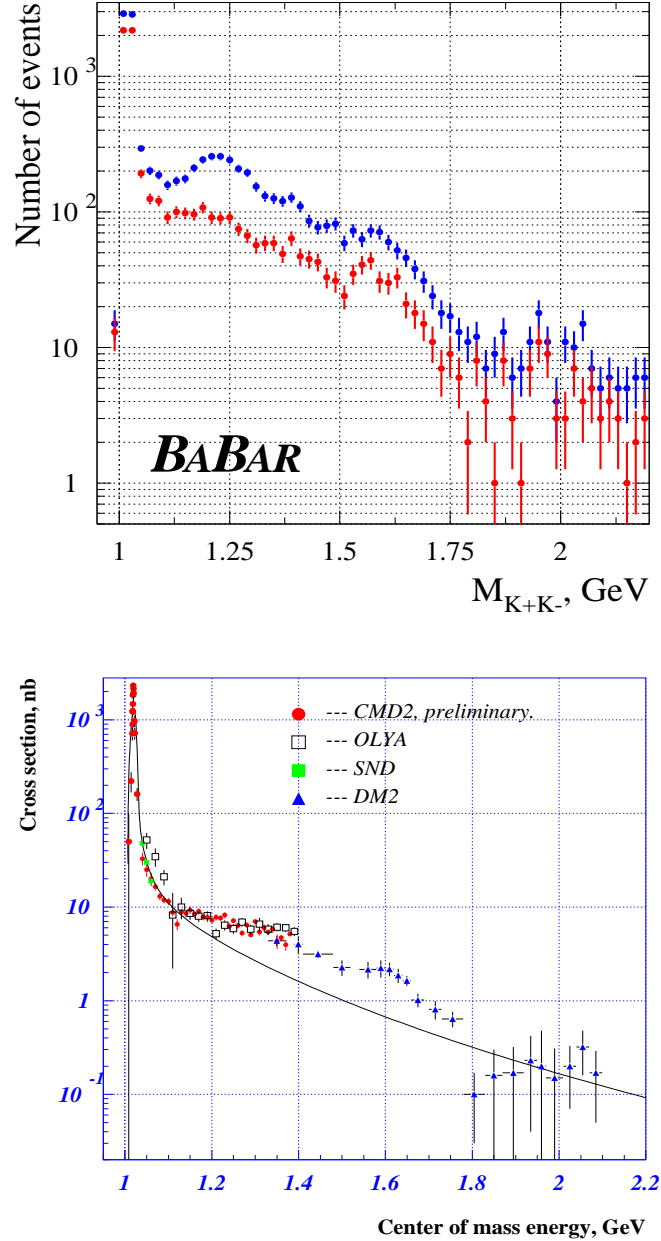 Number of events
10 3
10 2
10
1
BABAR
1 1.25 1.5 1.75 2
M K+K-, GeV
Cross section, nb
10 3
10 2
10
1
10 -1
--- CMD2, preliminary.
--- OLYA
--- SND
--- DM2
1 1.2 1.4 1.6 1.8 2 2.2
Center of mass energy, GeV